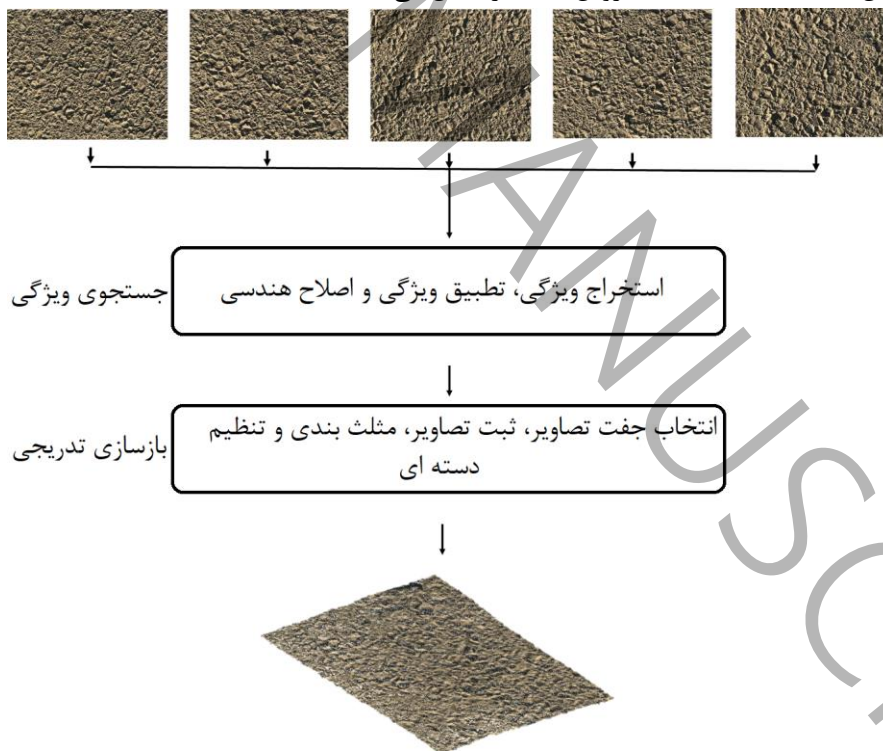 استخراج ویژگی، تطبیق ویژگی و اصلاح هندسی
جستجوی ویژگی
انتخاب جفت تصاویر، ثبت تصاویر، مثلث بندی و تنظیم
دسته ای
بازسازی تدریجی